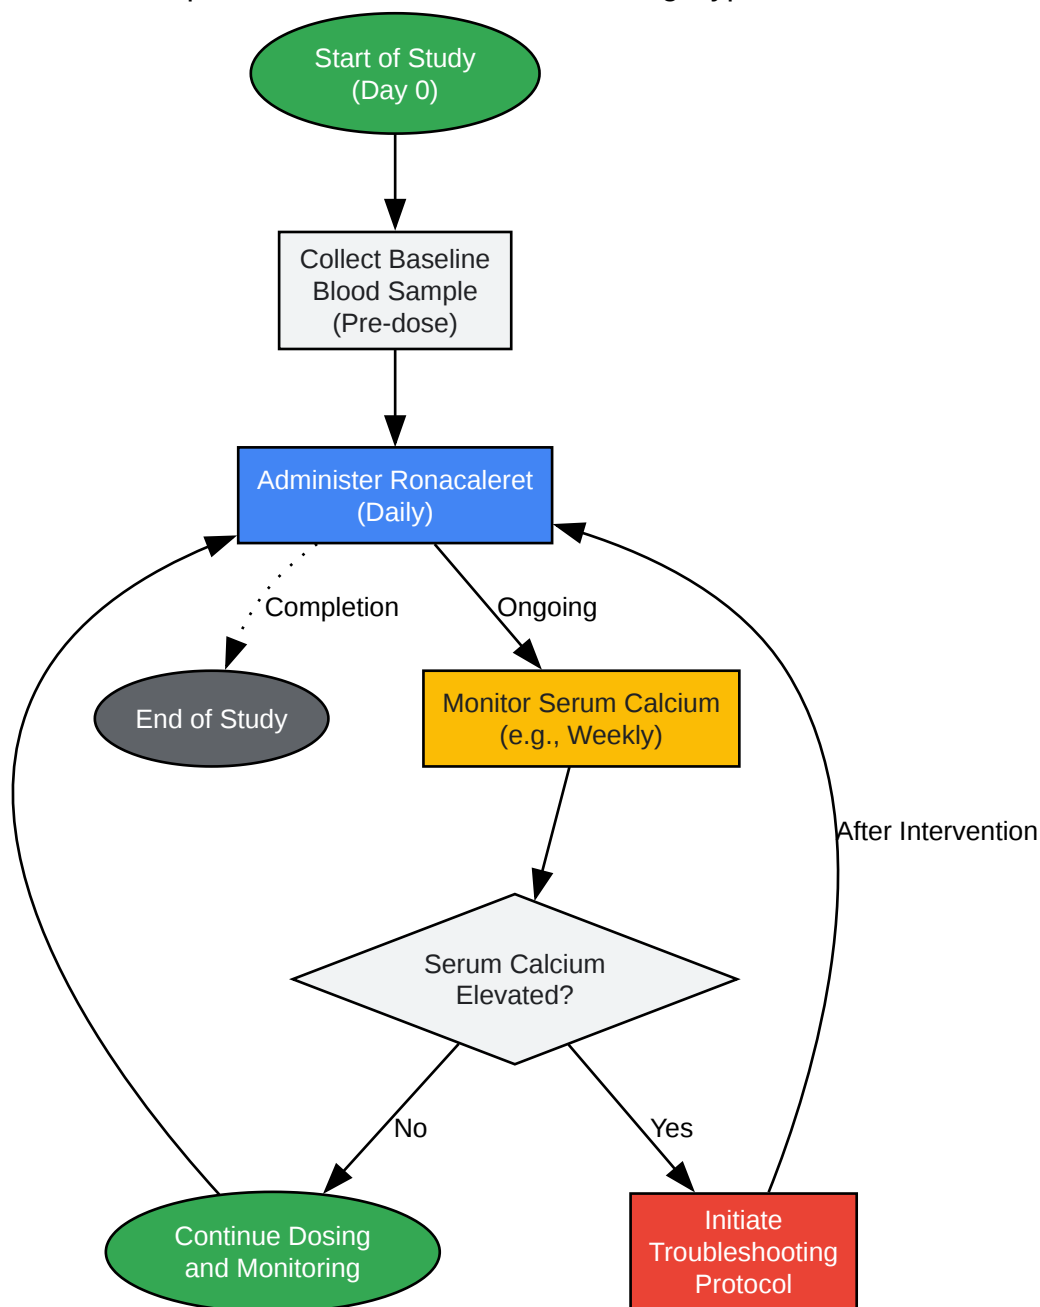 Start of Study
(Day 0)
Collect Baseline
Blood Sample
(Pre-dose)
Administer Ronacaleret
(Daily)
Completion
Ongoing
End of Study
Monitor Serum Calcium
(e.g., Weekly)
After Intervention
Serum Calcium
Elevated?
No
Yes
Continue Dosing
and Monitoring
Initiate
Troubleshooting
Protocol